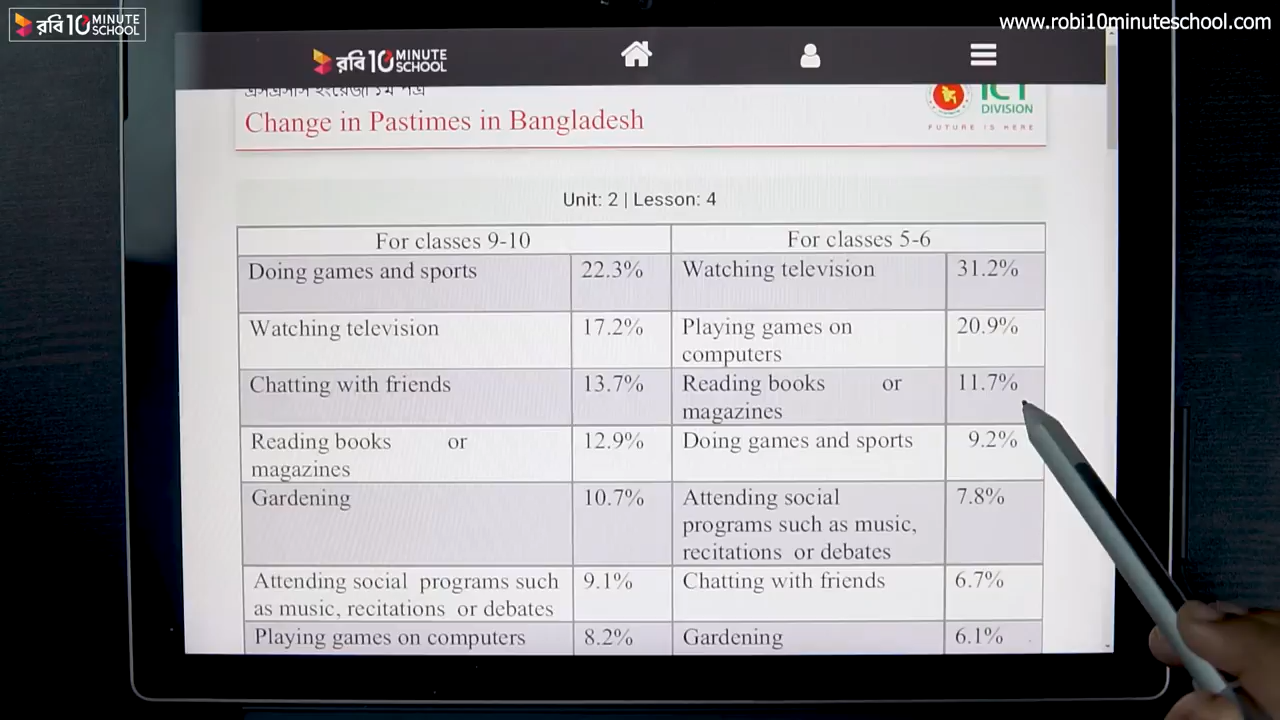 রবি 10 MINUTE SCHOOL
www.robi10minuteschool.com
রবি 10 MINUTE SCHOOL
এসএসসি ইংরেজি ১ম পত্র
Change in Pastimes in Bangladesh
ICT
DIVISION
FUTURE IS HERE
Unit: 2 | Lesson: 4
For classes 9-10 For classes 5-6
Doing games and sports 22.3% Watching television 31.2%
Watching television 17.2% Playing games on computers 20.9%
Chatting with friends 13.7% Reading books or magazines 11.7%
Reading books or magazines 12.9% Doing games and sports 9.2%
Gardening 10.7% Attending social programs such as music, recitations or debates 7.8%
Attending social programs such as music, recitations or debates 9.1% Chatting with friends 6.7%
Playing games on computers 8.2% Gardening 6.1%